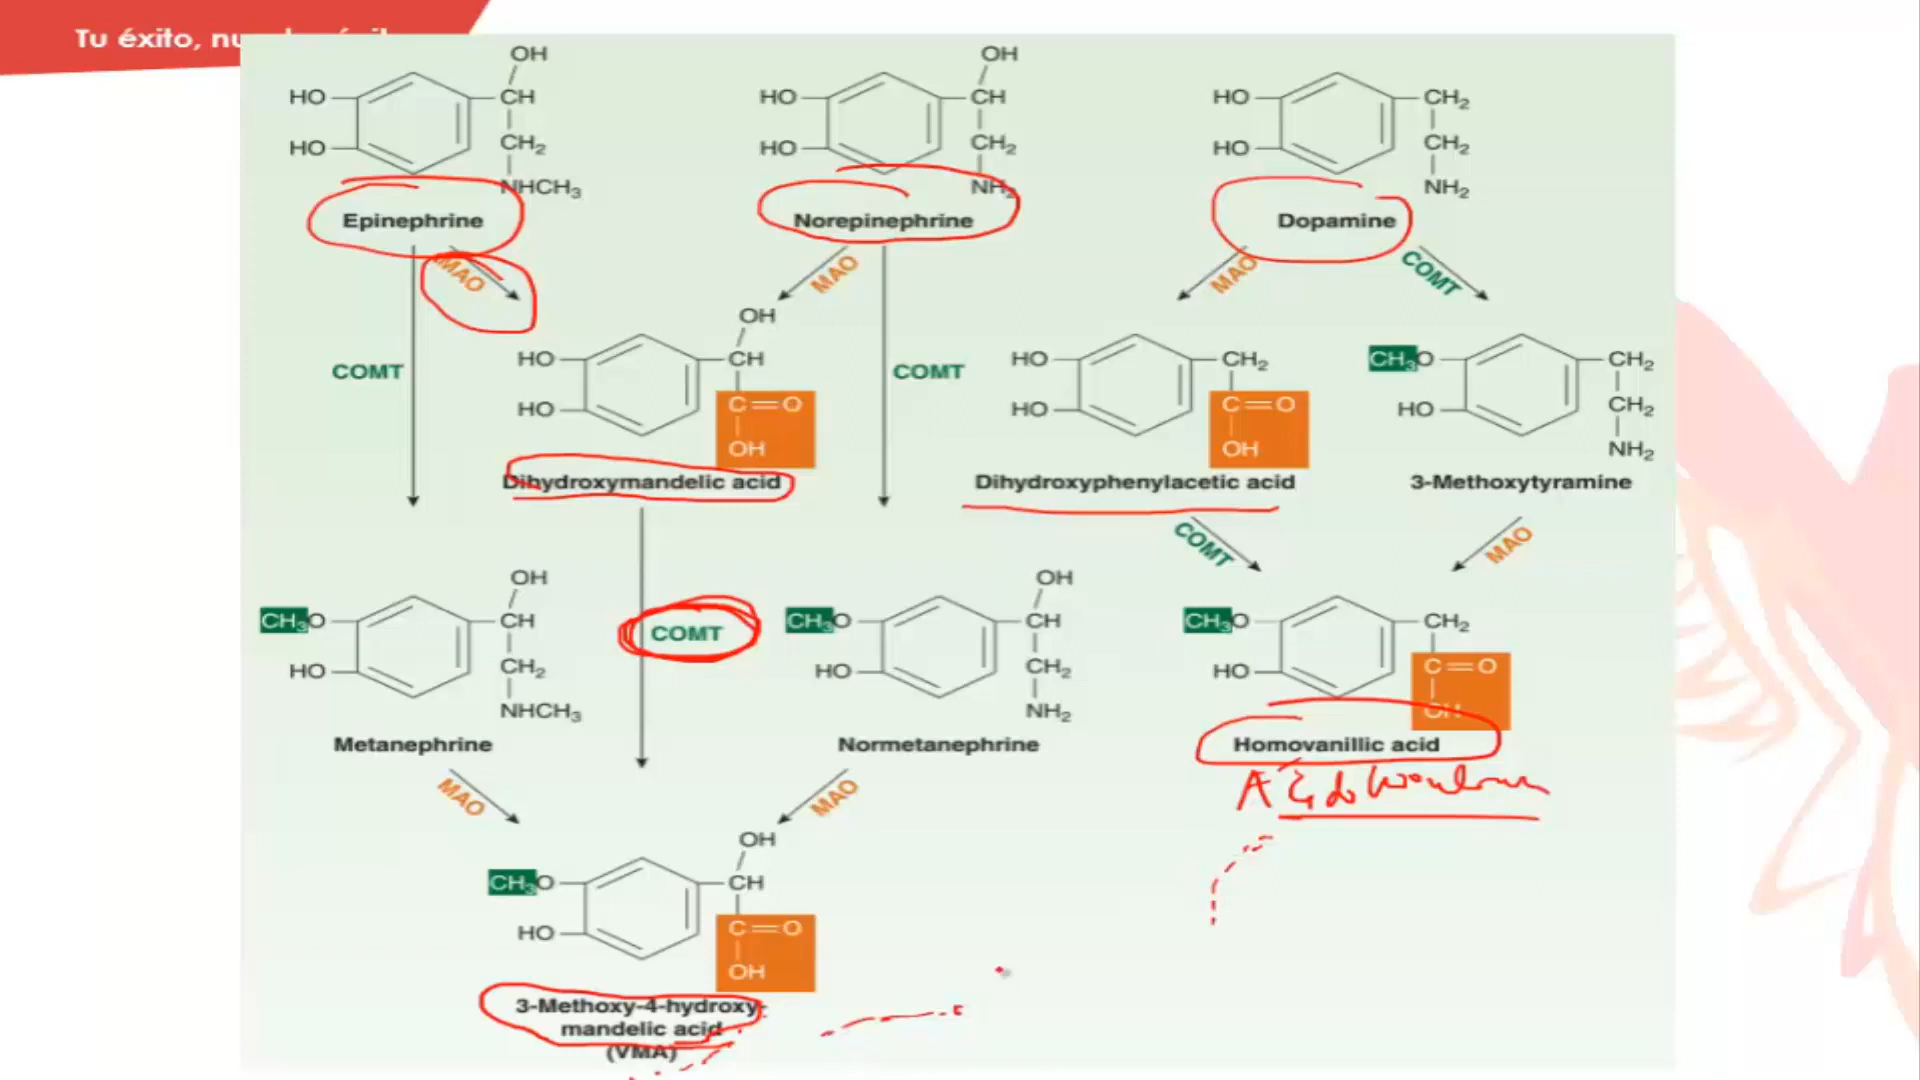 Tu éxito, nu
OH
OH
HO
CH
HO
CH
HO
CH₂
HO
CH₂
HO
CH₂
HO
CH₂
NHCH₃
NH₂
NH₂
Epinephrine
Norepinephrine
Dopamine
MAO
MAO
MAO
COMT
OH
COMT
COMT
HO
CH
HO
CH₂
CH₃O
CH₂
HO
C=O
HO
C=O
HO
CH₂
OH
OH
NH₂
Dihydroxymandelic acid
Dihydroxyphenylacetic acid
3-Methoxytyramine
COMT
MAO
OH
OH
CH₃O
CH
COMT
CH₃O
CH
CH₃O
CH₂
HO
CH₂
HO
CH₂
HO
C=O
NHCH₃
NH₂
OH
Metanephrine
Normetanephrine
Homovanillic acid
MAO
MAO
OH
CH₃O
CH
HO
C=O
OH
3-Methoxy-4-hydroxy-
mandelic acid
(VMA)